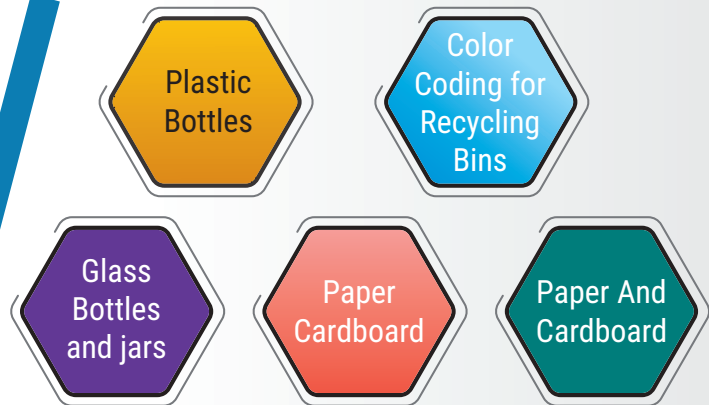 Plastic
Bottles
Color
Coding for
Recycling
Bins
Glass
Bottles
and jars
Paper
Cardboard
Paper And
Cardboard